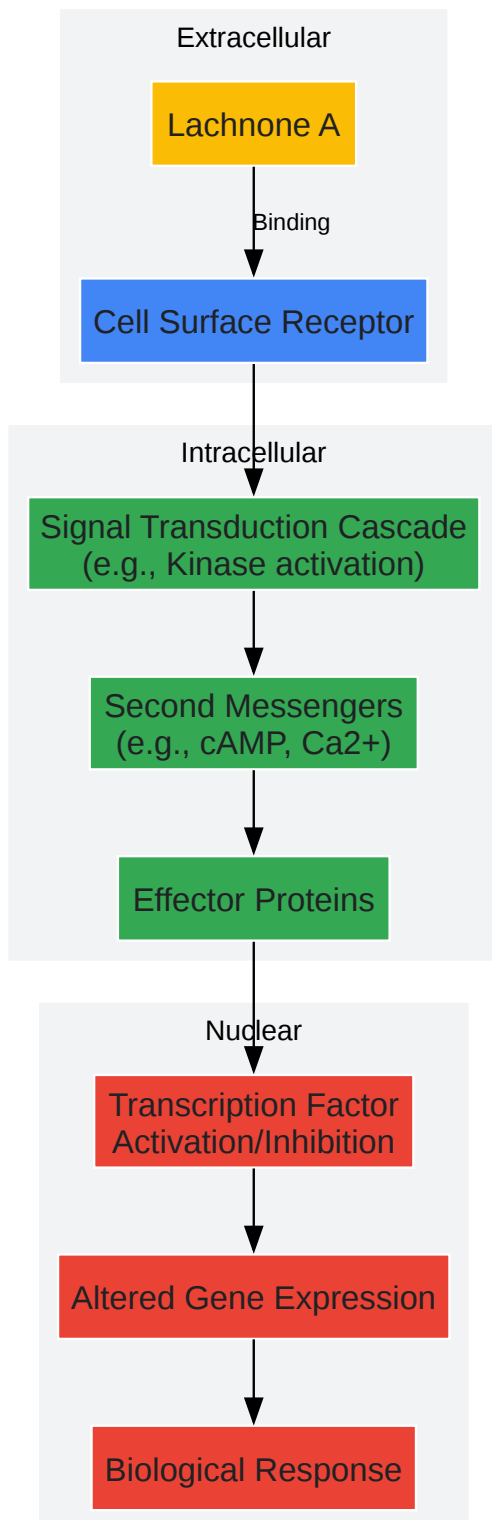 Extracellular
Lachnone A
Binding
Cell Surface Receptor
Intracellular
Signal Transduction Cascade
(e.g., Kinase activation)
Second Messengers
(e.g., cAMP, Ca2+)
Effector Proteins
Nuclear
Transcription Factor
Activation/Inhibition
Altered Gene Expression
Biological Response